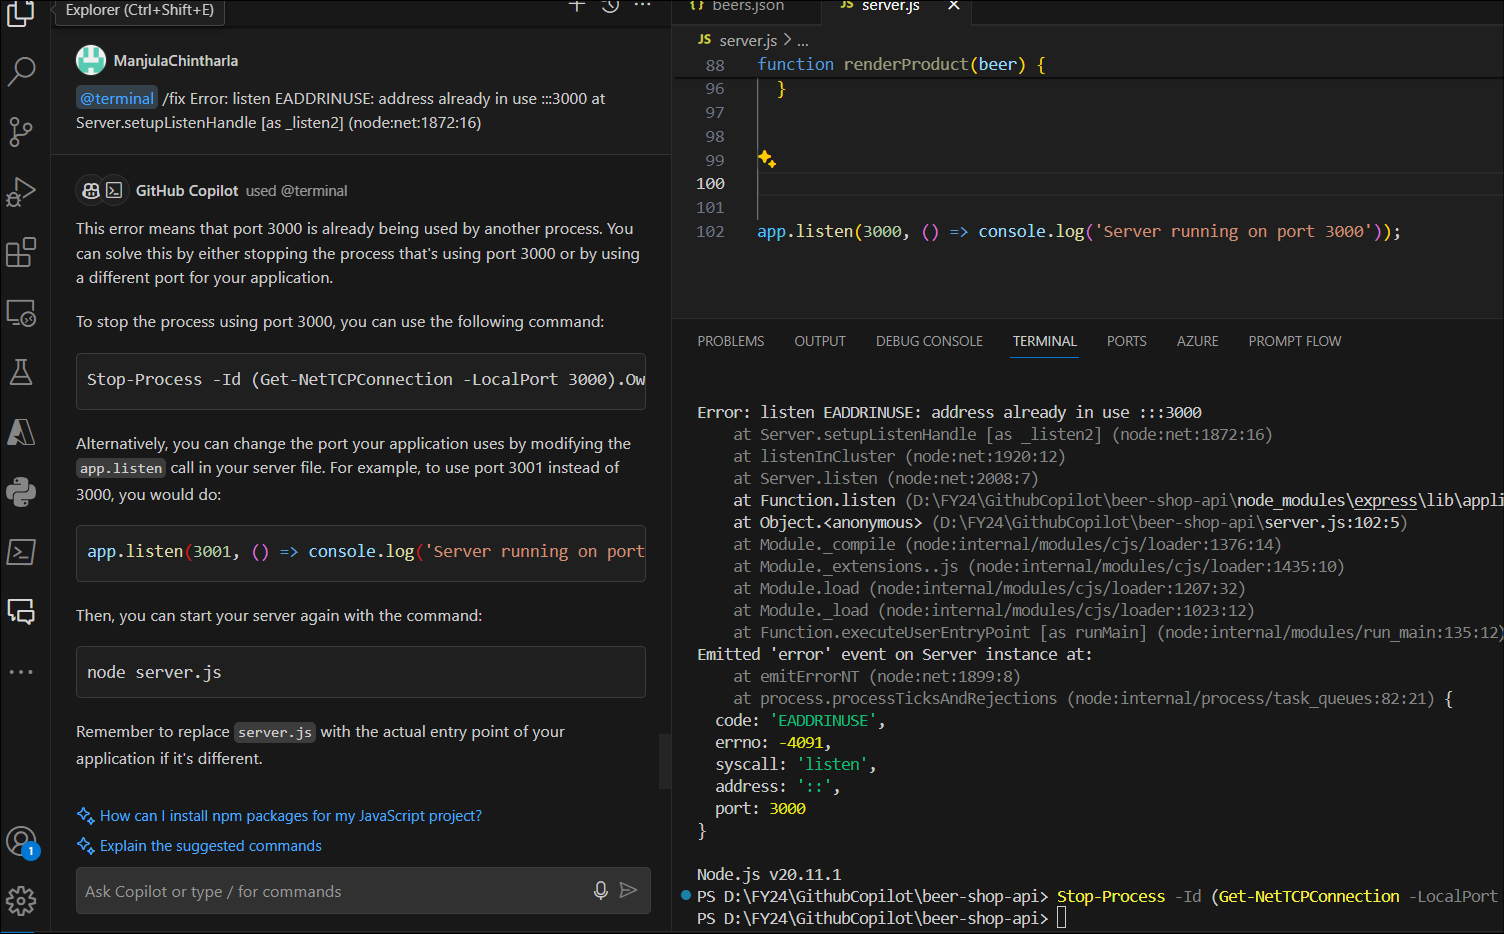 Explorer (Ctrl+Shift+E)
ManjulaChintharla
@terminal /fix Error: listen EADDRINUSE: address already in use :::3000 at
Server.setupListenHandle [as _listen2] (node:net:1872:16)
GitHub Copilot used @terminal
This error means that port 3000 is already being used by another process. You
can solve this by either stopping the process that's using port 3000 or by using
a different port for your application.
To stop the process using port 3000, you can use the following command:
Stop-Process -Id (Get-NetTCPConnection -LocalPort 3000).Ow
Alternatively, you can change the port your application uses by modifying the
app.listen call in your server file. For example, to use port 3001 instead of
3000, you would do:
app.listen(3001, () => console.log('Server running on port
Then, you can start your server again with the command:
node server.js
Remember to replace server.js with the actual entry point of your
application if it's different.
How can I install npm packages for my JavaScript project?
Explain the suggested commands
Ask Copilot or type / for commands
1
{} beers.json
JS server.js
JS server.js > ...
88 function renderProduct(beer) {
96 }
97
98
99
100
101
102 app.listen(3000, () => console.log('Server running on port 3000'));
PROBLEMS OUTPUT DEBUG CONSOLE TERMINAL PORTS AZURE PROMPT FLOW
Error: listen EADDRINUSE: address already in use :::3000
at Server.setupListenHandle [as _listen2] (node:net:1872:16)
at listenInCluster (node:net:1920:12)
at Server.listen (node:net:2008:7)
at Function.listen (D:\FY24\GithubCopilot\beer-shop-api\node_modules\express\lib\appli
at Object.<anonymous> (D:\FY24\GithubCopilot\beer-shop-api\server.js:102:5)
at Module._compile (node:internal/modules/cjs/loader:1376:14)
at Module._extensions..js (node:internal/modules/cjs/loader:1435:10)
at Module.load (node:internal/modules/cjs/loader:1207:32)
at Module._load (node:internal/modules/cjs/loader:1023:12)
at Function.executeUserEntryPoint [as runMain] (node:internal/modules/run_main:135:12)
Emitted 'error' event on Server instance at:
at emitErrorNT (node:net:1899:8)
at process.processTicksAndRejections (node:internal/process/task_queues:82:21) {
code: 'EADDRINUSE',
errno: -4091,
syscall: 'listen',
address: '::',
port: 3000
}
Node.js v20.11.1
PS D:\FY24\GithubCopilot\beer-shop-api> Stop-Process -Id (Get-NetTCPConnection -LocalPort
PS D:\FY24\GithubCopilot\beer-shop-api>